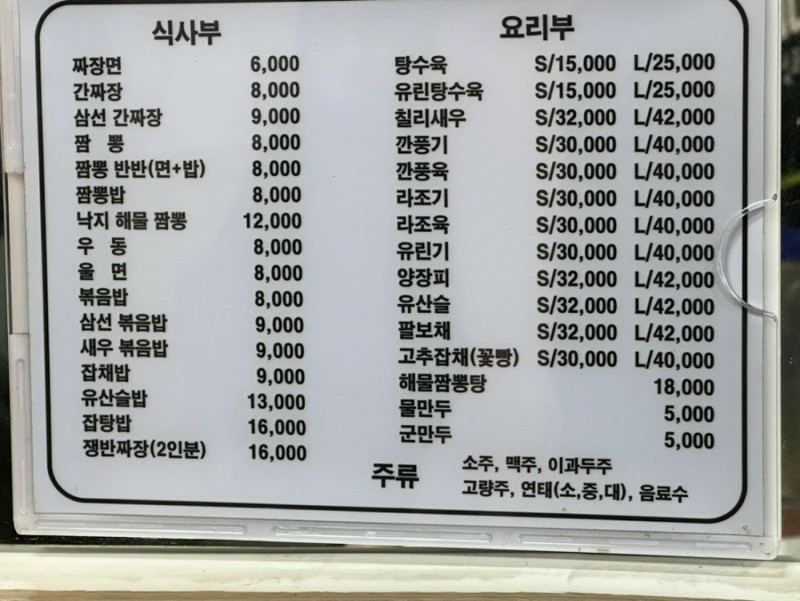 식사부
짜장면 6,000
간짜장 8,000
삼선 간짜장 9,000
짬 뽕 8,000
짬뽕 반반(면+밥) 8,000
짬뽕밥 8,000
낙지 해물 짬뽕 12,000
우 동 8,000
울 면 8,000
볶음밥 8,000
삼선 볶음밥 9,000
새우 볶음밥 9,000
잡채밥 9,000
유산슬밥 13,000
잡탕밥 16,000
쟁반짜장(2인분) 16,000
요리부
탕수육 S/15,000 L/25,000
유린탕수육 S/15,000 L/25,000
칠리새우 S/32,000 L/42,000
깐풍기 S/30,000 L/40,000
깐풍육 S/30,000 L/40,000
라조기 S/30,000 L/40,000
라조육 S/30,000 L/40,000
유린기 S/30,000 L/40,000
양장피 S/32,000 L/42,000
유산슬 S/32,000 L/42,000
팔보채 S/32,000 L/42,000
고추잡채(꽃빵) S/30,000 L/40,000
해물짬뽕탕 18,000
물만두 5,000
군만두 5,000
주류
소주, 맥주, 이과두주
고량주, 연태(소,중,대), 음료수